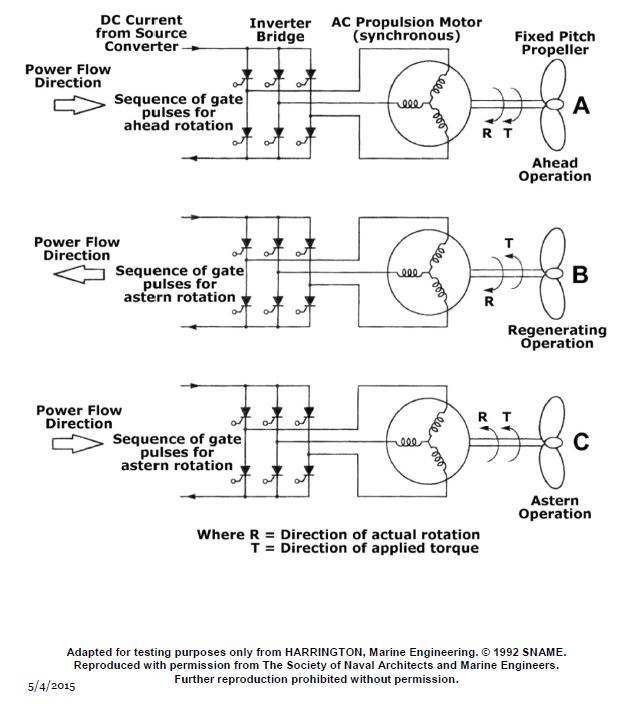 DC Current
from Source
Converter
Inverter
Bridge
AC Propulsion Motor
(synchronous)
Fixed Pitch
Propeller
Power Flow
Direction
Sequence of gate
pulses for
ahead rotation
R T
A
Ahead
Operation
Power Flow
Direction
Sequence of gate
pulses for
astern rotation
T
R
B
Regenerating
Operation
Power Flow
Direction
Sequence of gate
pulses for
astern rotation
R T
C
Astern
Operation
Where R = Direction of actual rotation
T = Direction of applied torque
Adapted for testing purposes only from HARRINGTON, Marine Engineering. © 1992 SNAME.
Reproduced with permission from The Society of Naval Architects and Marine Engineers.
Further reproduction prohibited without permission.
5/4/2015